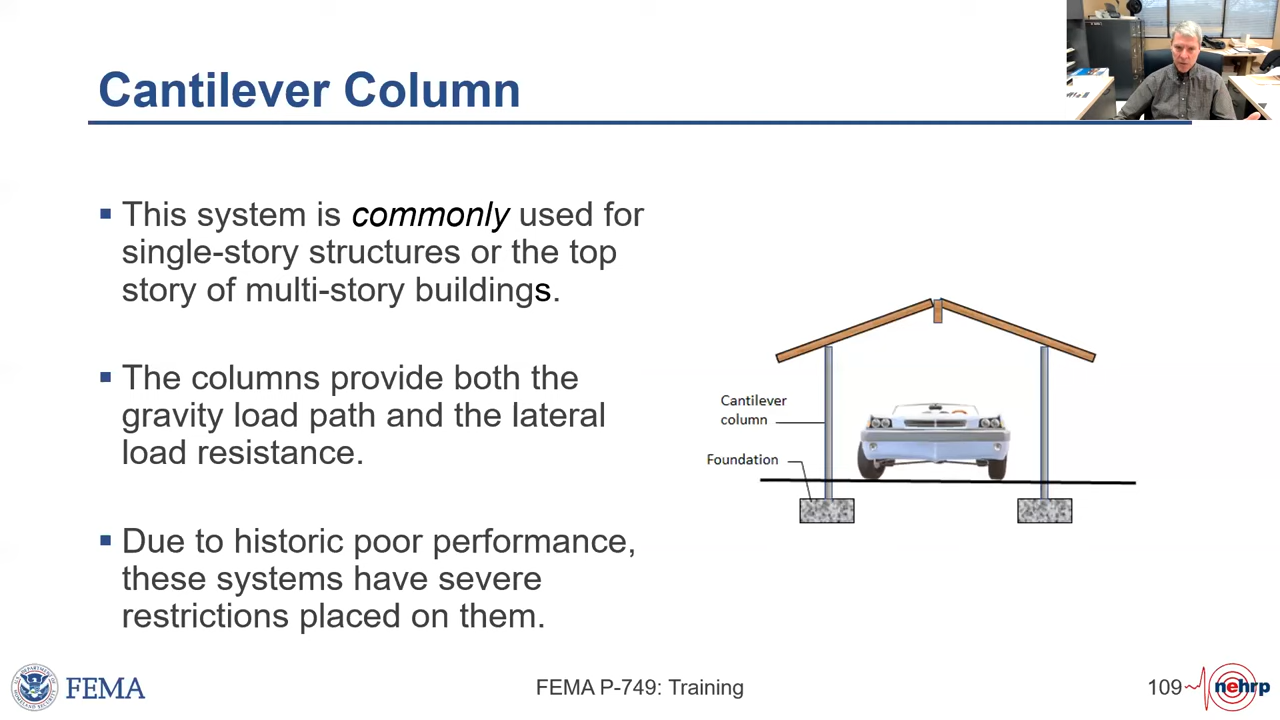 Cantilever Column
▪ This system is commonly used for
single-story structures or the top
story of multi-story buildings.
▪ The columns provide both the
gravity load path and the lateral
load resistance.
▪ Due to historic poor performance,
these systems have severe
restrictions placed on them.
Cantilever
column
Foundation
FEMA
FEMA P-749: Training
109
nehrp